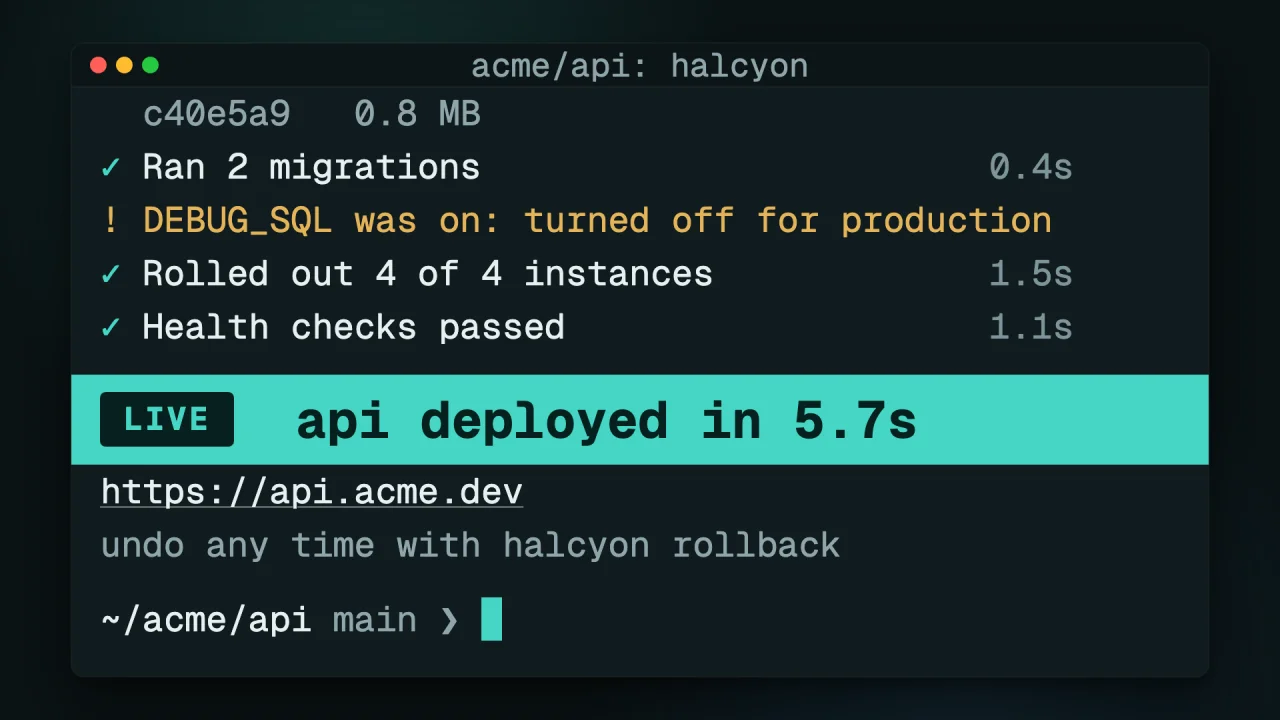 acme/api: halcyon
c40e5a9 0.8 MB
✓ Ran 2 migrations 0.4s
! DEBUG_SQL was on: turned off for production
✓ Rolled out 4 of 4 instances 1.5s
✓ Health checks passed 1.1s
LIVE api deployed in 5.7s
https://api.acme.dev
undo any time with halcyon rollback
~/acme/api main ❯